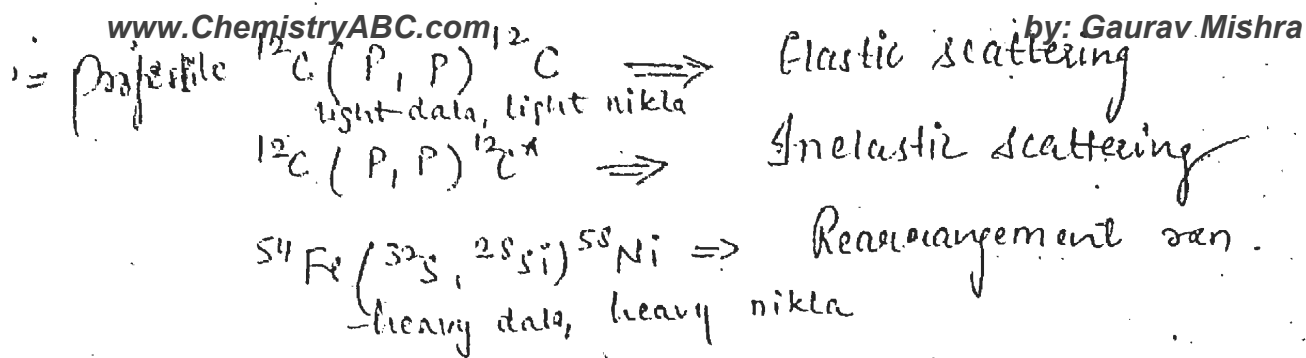 www.ChemistryABC.com by: Gaurav Mishra
¹²C (P, P) ¹²C ⟹ Elastic scattering
light dala, light nikla
¹²C (P, P) ¹²C* ⟹ Inelastic scattering
⁵⁴Fe (³²S, ²⁸Si) ⁵⁸Ni ⇒ Rearrangement rxn.
-heavy dala, heavy nikla